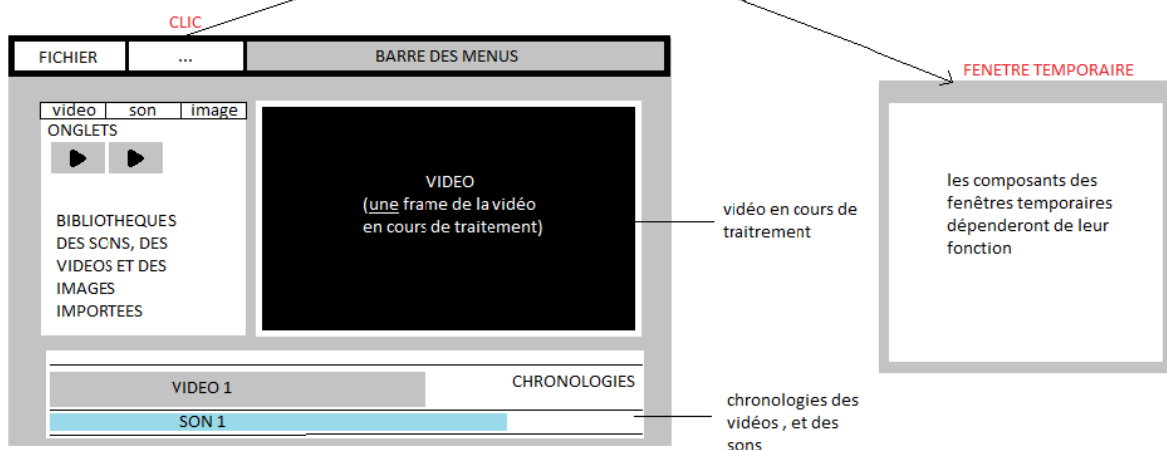 CLIC
FICHIER
...
BARRE DES MENUS
FENETRE TEMPORAIRE
video
son
image
ONGLETS
BIBLIOTHEQUES
DES SONS, DES
VIDEOS ET DES
IMAGES
IMPORTEES
VIDEO
(une frame de la vidéo
en cours de traitement)
vidéo en cours de
traitrement
les composants des
fenêtres temporaires
dépenderont de leur
fonction
VIDEO 1
CHRONOLOGIES
SON 1
chronologies des
vidéos , et des
sons